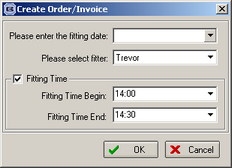 Create Order/Invoice
Please enter the fitting date:
Please select fitter: Trevor
Fitting Time
Fitting Time Begin: 14:00
Fitting Time End: 14:30
OK Cancel